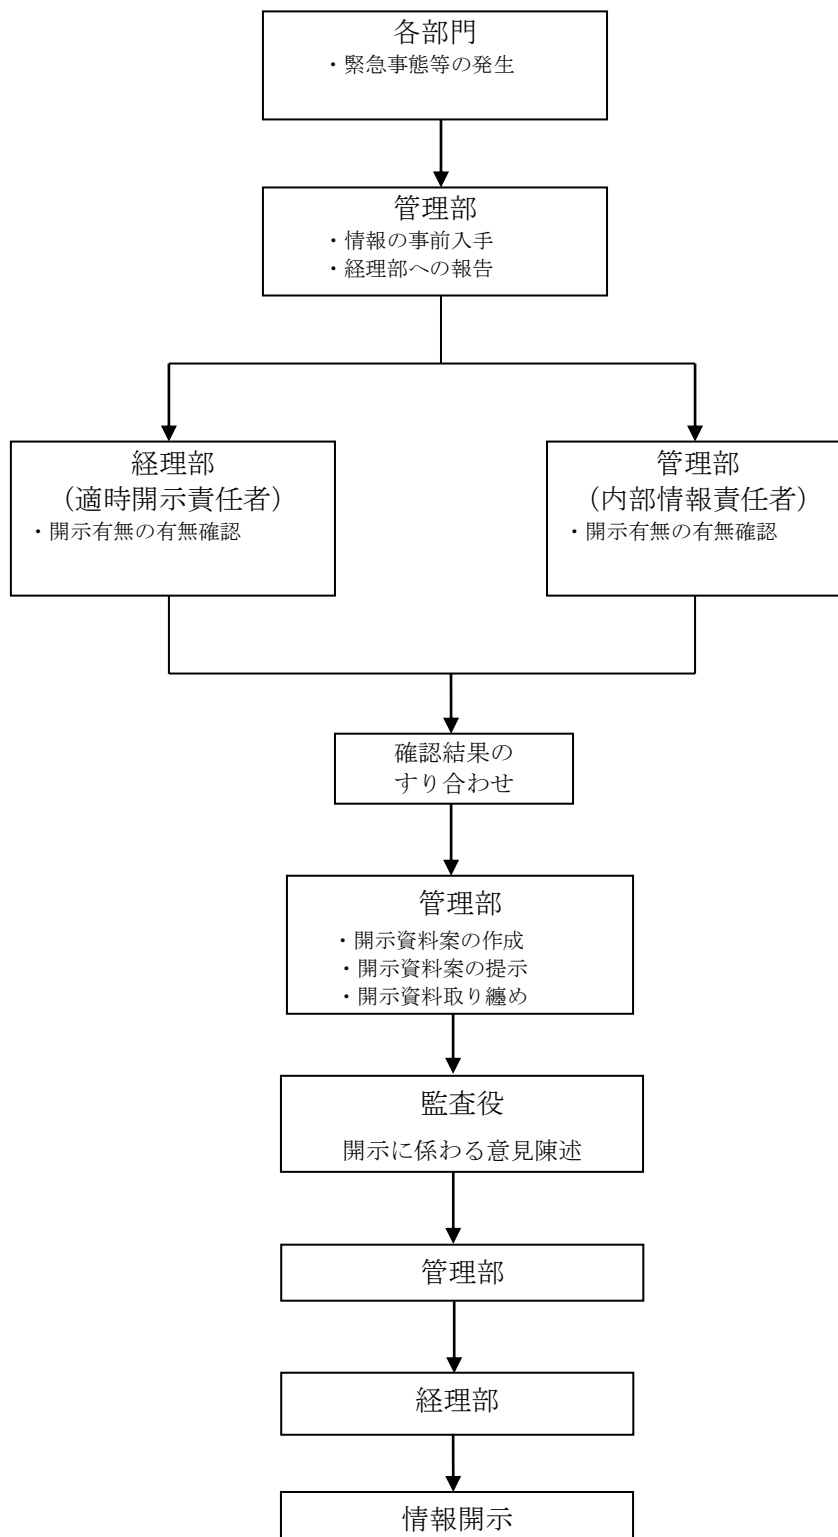 各部門
・緊急事態等の発生
管理部
・情報の事前入手
・経理部への報告
経理部
（適時開示責任者）
・開示有無の有無確認
管理部
（内部情報責任者）
・開示有無の有無確認
確認結果の
すり合わせ
管理部
・開示資料案の作成
・開示資料案の提示
・開示資料取り纏め
監査役
開示に係わる意見陳述
管理部
経理部
情報開示